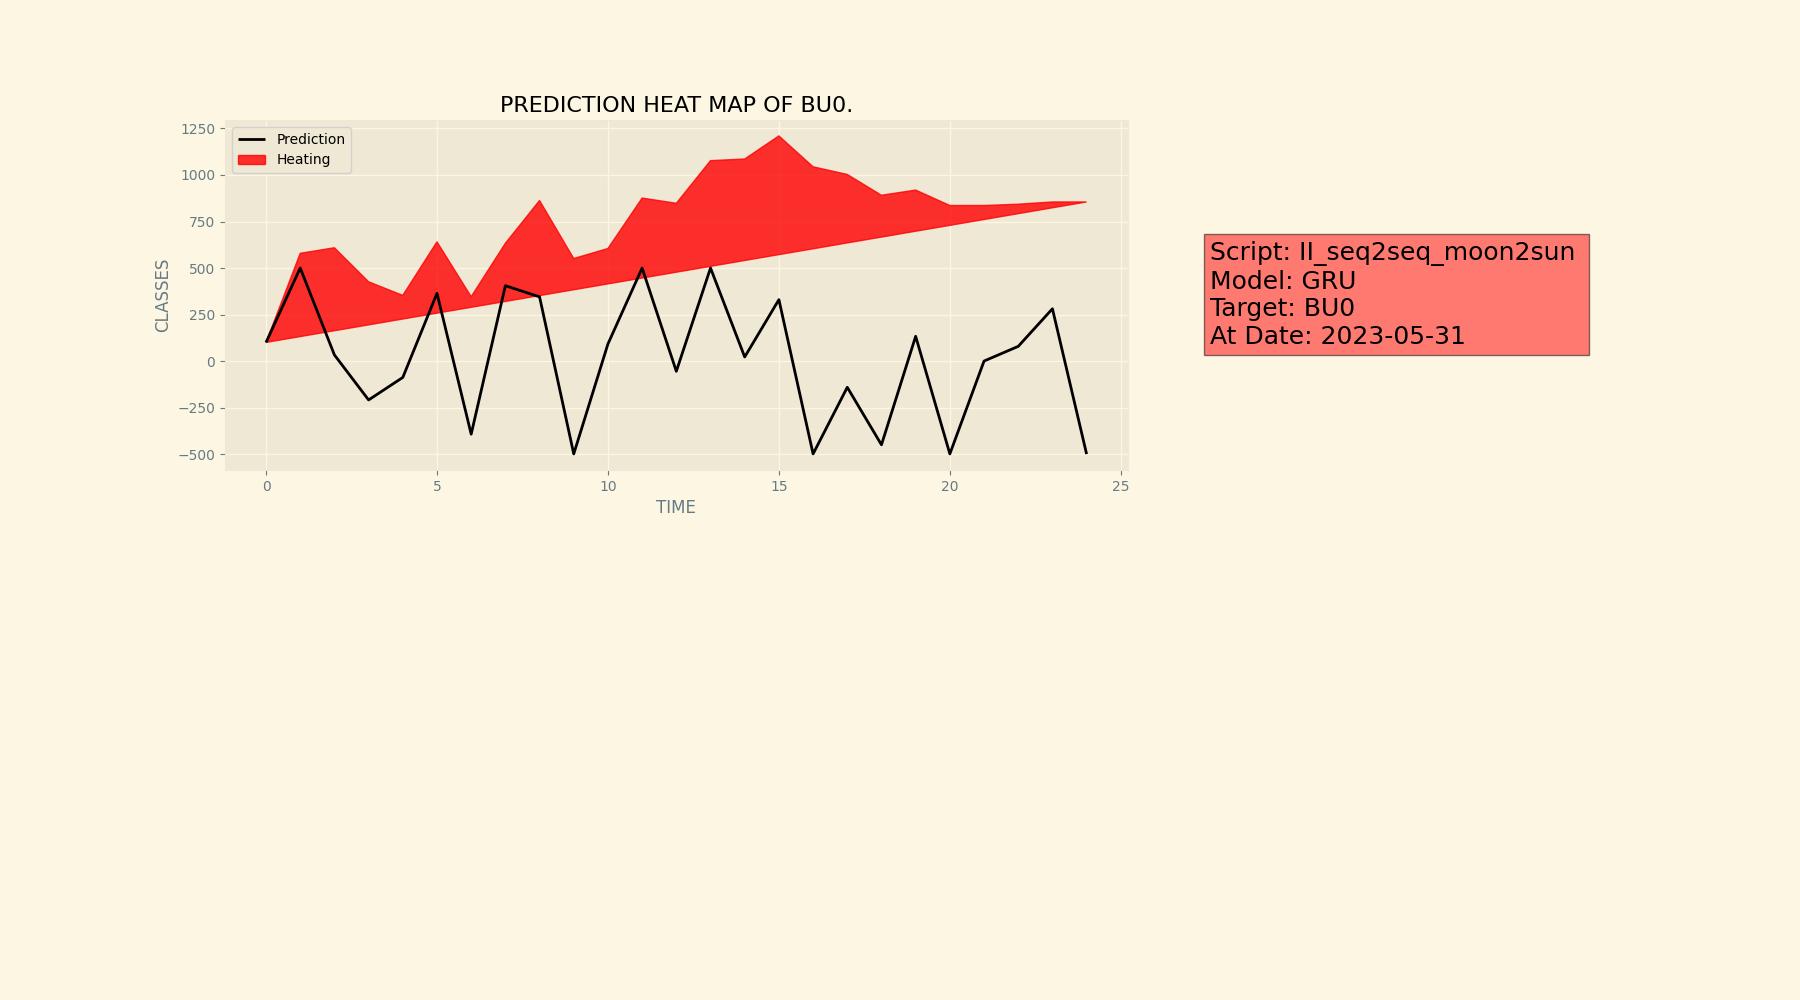 PREDICTION HEAT MAP OF BU0.
Prediction
Heating
1250
1000
750
500
250
0
−250
−500
CLASSES
0 5 10 15 20 25
TIME
Script: II_seq2seq_moon2sun
Model: GRU
Target: BU0
At Date: 2023-05-31